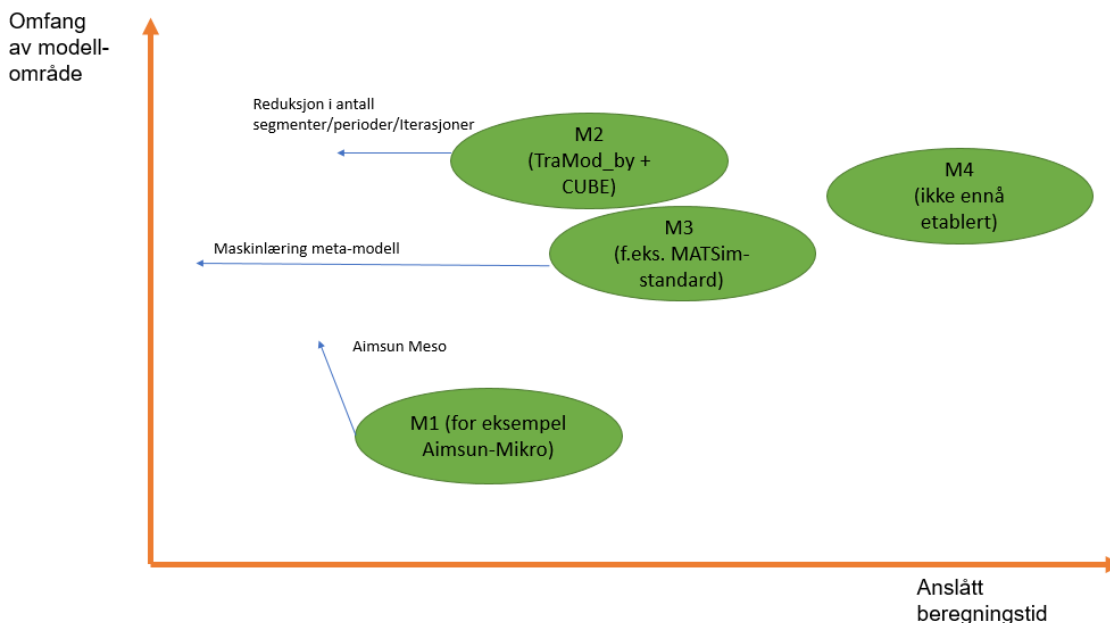 Omfang
av modell-
område
Reduksjon i antall
segmenter/perioder/Iterasjoner
M2
(TraMod_by +
CUBE)
M4
(ikke ennå
etablert)
M3
(f.eks. MATSim-
standard)
Maskinlæring meta-modell
Aimsun Meso
M1 (for eksempel
Aimsun-Mikro)
Anslått
beregningstid